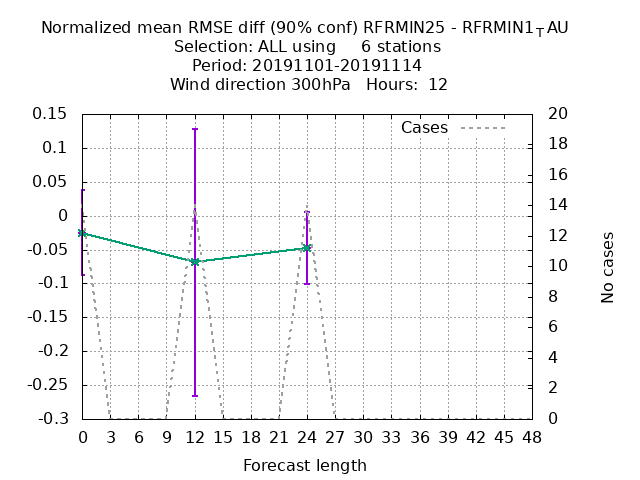 Normalized mean RMSE diff (90% conf) RFRMIN25 - RFRMIN1_TAU
Selection: ALL using 6 stations
Period: 20191101-20191114
Wind direction 300hPa Hours: 12
Cases
0.15
0.1
0.05
0
-0.05
-0.1
-0.15
-0.2
-0.25
-0.3
20
18
16
14
12
10
8
6
4
2
0
No cases
0 3 6 9 12 15 18 21 24 27 30 33 36 39 42 45 48
Forecast length